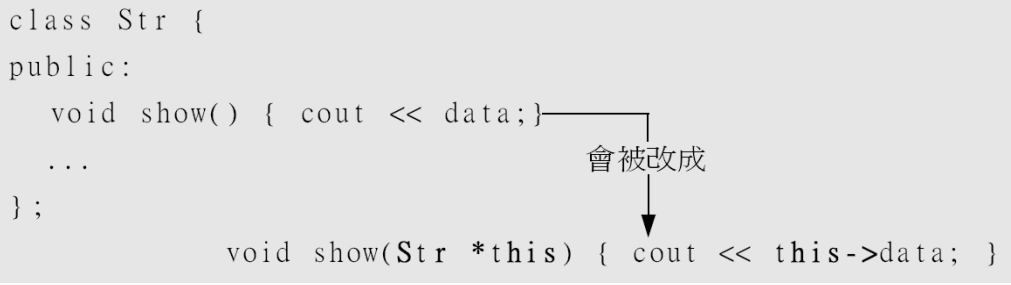 class Str {
public:
void show() { cout << data;}
...
會被改成
};
void show(Str *this) { cout << this->data; }